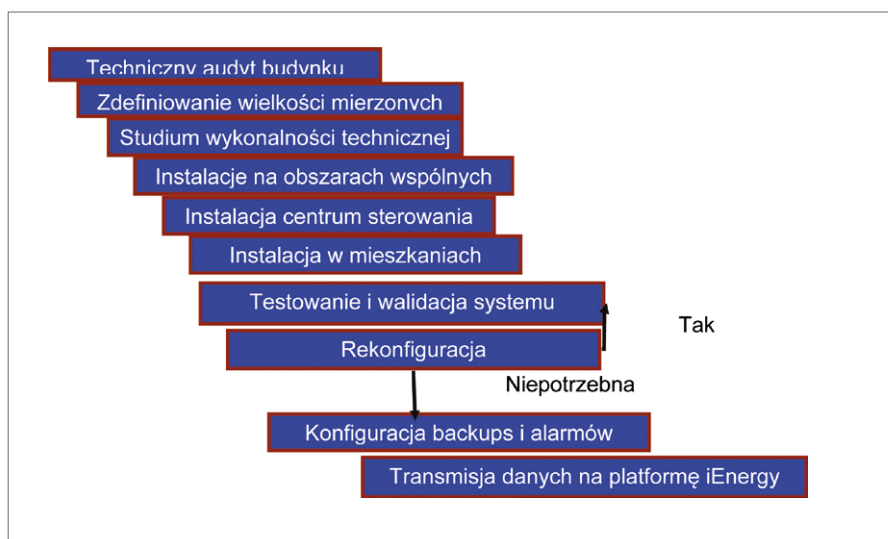 Techniczny audyt budynku
Zdefiniowanie wielkości mierzonych
Studium wykonalności technicznej
Instalacje na obszarach wspólnych
Instalacja centrum sterowania
Instalacja w mieszkaniach
Testowanie i walidacja systemu
Tak
Rekonfiguracja
Niepotrzebna
Konfiguracja backups i alarmów
Transmisja danych na platformę iEnergy